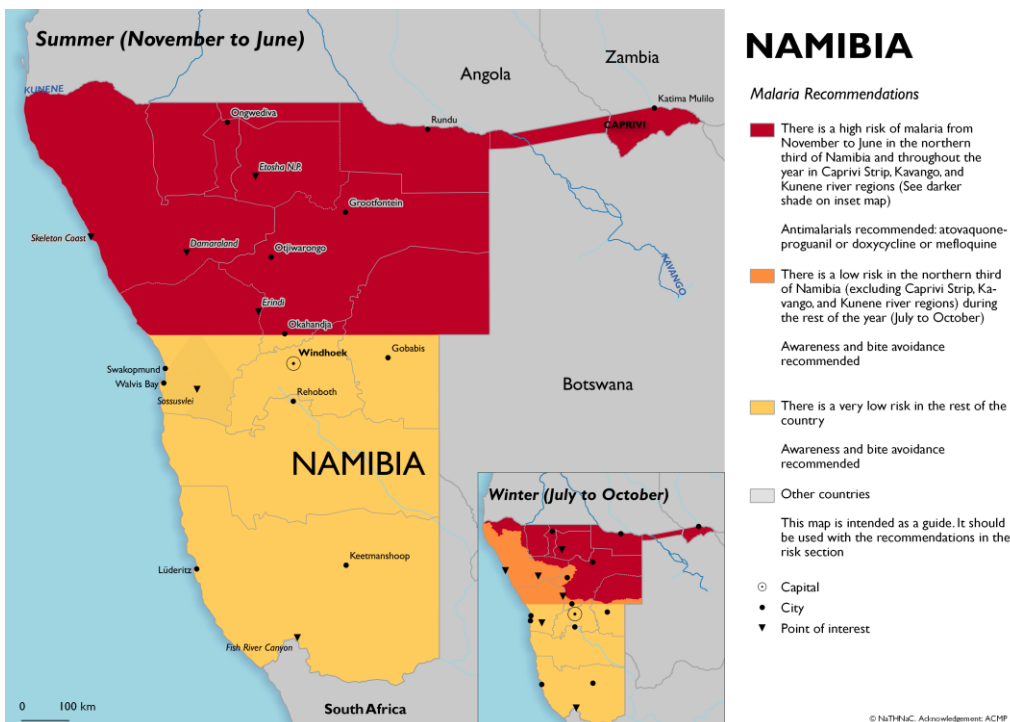 Summer (November to June)
KUNENE
Angola
Zambia
Katima Mulilo
CAPRIVI
Ongwediva
Rundu
Etosha N.P.
Grootfontein
Skeleton Coast
Damaraland
Otjiwarongo
KAVANGO
Erindi
Okahandja
Windhoek
Gobabis
Swakopmund
Walvis Bay
Sossusvlei
Rehoboth
Botswana
NAMIBIA
Keetmanshoop
Lüderitz
Fish River Canyon
South Africa
0 100 km
Winter (July to October)
NAMIBIA
Malaria Recommendations
There is a high risk of malaria from
November to June in the northern
third of Namibia and throughout the
year in Caprivi Strip, Kavango, and
Kunene river regions (See darker
shade on inset map)
Antimalarials recommended: atovaquone-
proguanil or doxycycline or mefloquine
There is a low risk in the northern third
of Namibia (excluding Caprivi Strip, Ka-
vango, and Kunene river regions) during
the rest of the year (July to October)
Awareness and bite avoidance
recommended
There is a very low risk in the rest of the
country
Awareness and bite avoidance
recommended
Other countries
This map is intended as a guide. It should
be used with the recommendations in the
risk section
Capital
City
Point of interest
© NaTHNaC. Acknowledgement: ACMP